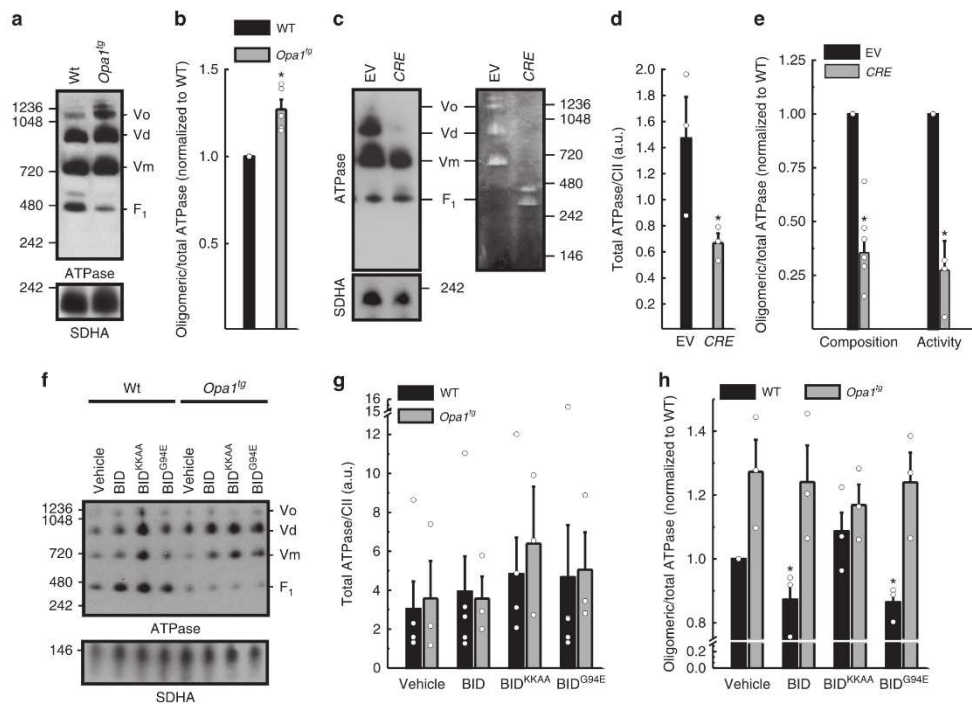 a
Wt
Opa1tg
1236
1048
720
480
242
Vo
Vd
Vm
F1
ATPase
242
SDHA
b
WT
Opa1tg
Oligomeric/total ATPase (normalized to WT)
1.5
1.0
0.5
*
c
EV
CRE
EV
CRE
ATPase
Vo
Vd
Vm
F1
1236
1048
720
480
242
146
SDHA
242
d
Total ATPase/CII (a.u.)
2.0
1.8
1.6
1.4
1.2
1.0
0.8
0.6
0.4
0.2
*
EV
CRE
e
EV
CRE
Oligomeric/total ATPase (normalized to WT)
1.25
1.00
0.75
0.50
0.25
*
*
Composition
Activity
f
Wt
Opa1tg
Vehicle
BID
BIDKKAA
BIDG94E
Vehicle
BID
BIDKKAA
BIDG94E
1236
1048
720
480
242
Vo
Vd
Vm
F1
ATPase
146
SDHA
g
WT
Opa1tg
Total ATPase/CII (a.u.)
16
15
12
10
8
6
4
2
0
Vehicle
BID
BIDKKAA
BIDG94E
h
WT
Opa1tg
Oligomeric/total ATPase (normalized to WT)
1.4
1.2
1.0
0.8
0.2
0.0
*
*
Vehicle
BID
BIDKKAA
BIDG94E